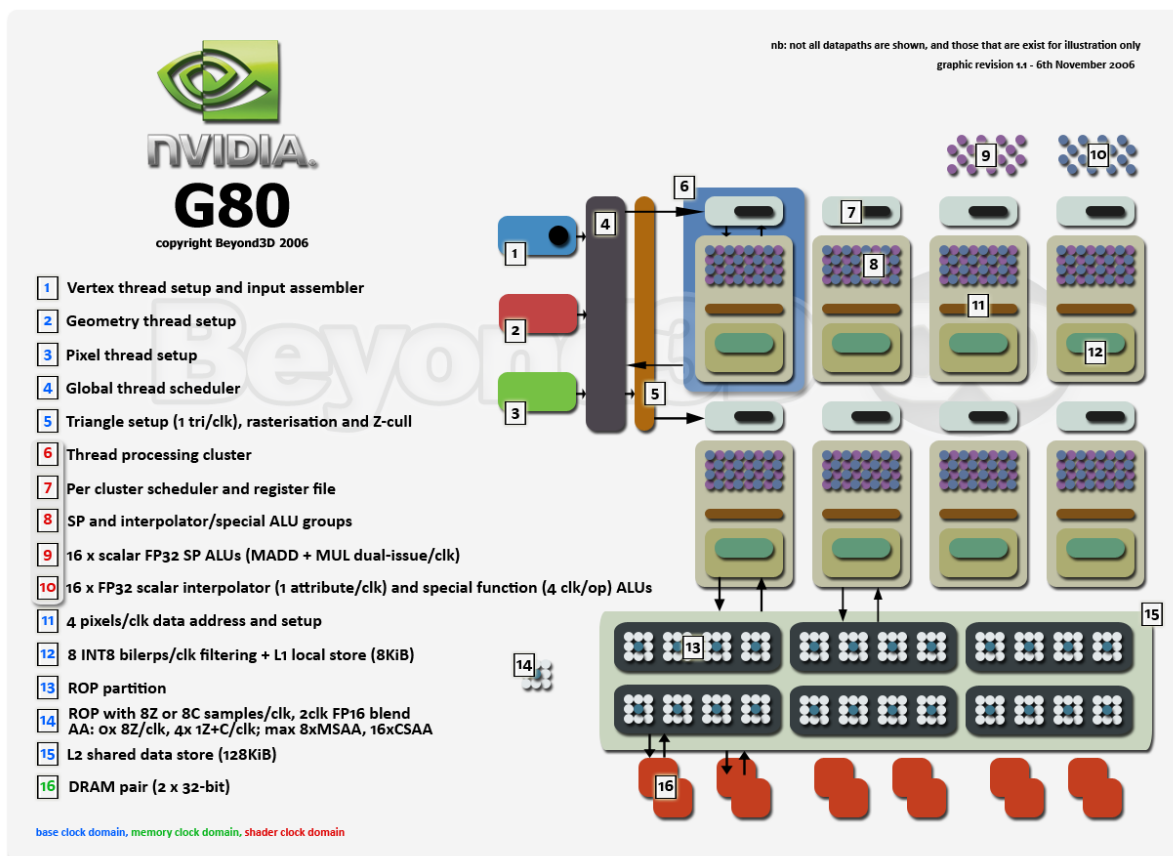 nb: not all datapaths are shown, and those that are exist for illustration only
graphic revision 1.1 - 6th November 2006
nVIDIA.
G80
copyright Beyond3D 2006
Beyond3D
1 Vertex thread setup and input assembler
2 Geometry thread setup
3 Pixel thread setup
4 Global thread scheduler
5 Triangle setup (1 tri/clk), rasterisation and Z-cull
6 Thread processing cluster
7 Per cluster scheduler and register file
8 SP and interpolator/special ALU groups
9 16 x scalar FP32 SP ALUs (MADD + MUL dual-issue/clk)
10 16 x FP32 scalar interpolator (1 attribute/clk) and special function (4 clk/op) ALUs
11 4 pixels/clk data address and setup
12 8 INT8 bilerps/clk filtering + L1 local store (8KiB)
13 ROP partition
14 ROP with 8Z or 8C samples/clk, 2clk FP16 blend
AA: 0x 8Z/clk, 4x 1Z+C/clk; max 8xMSAA, 16xCSAA
15 L2 shared data store (128KiB)
16 DRAM pair (2 x 32-bit)
base clock domain, memory clock domain, shader clock domain
9
10
6
7
4
1
8
11
2
12
5
3
15
13
14
16